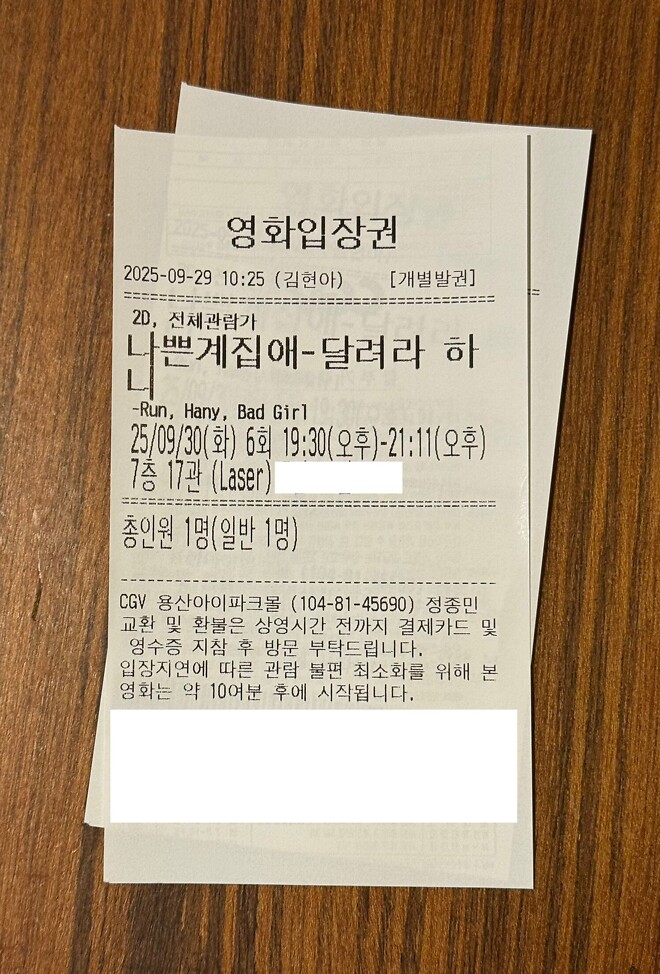 영화입장권
2025-09-29 10:25 (김현아) [개별발권]
2D, 전체관람가
나쁜계집애-달려라 하
니
-Run, Hany, Bad Girl
25/09/30(화) 6회 19:30(오후)-21:11(오후)
7층 17관 (Laser)
총인원 1명(일반 1명)
CGV 용산아이파크몰 (104-81-45690) 정종민
교환 및 환불은 상영시간 전까지 결제카드 및
영수증 지참 후 방문 부탁드립니다.
입장지연에 따른 관람 불편 최소화를 위해 본
영화는 약 10여분 후에 시작됩니다.